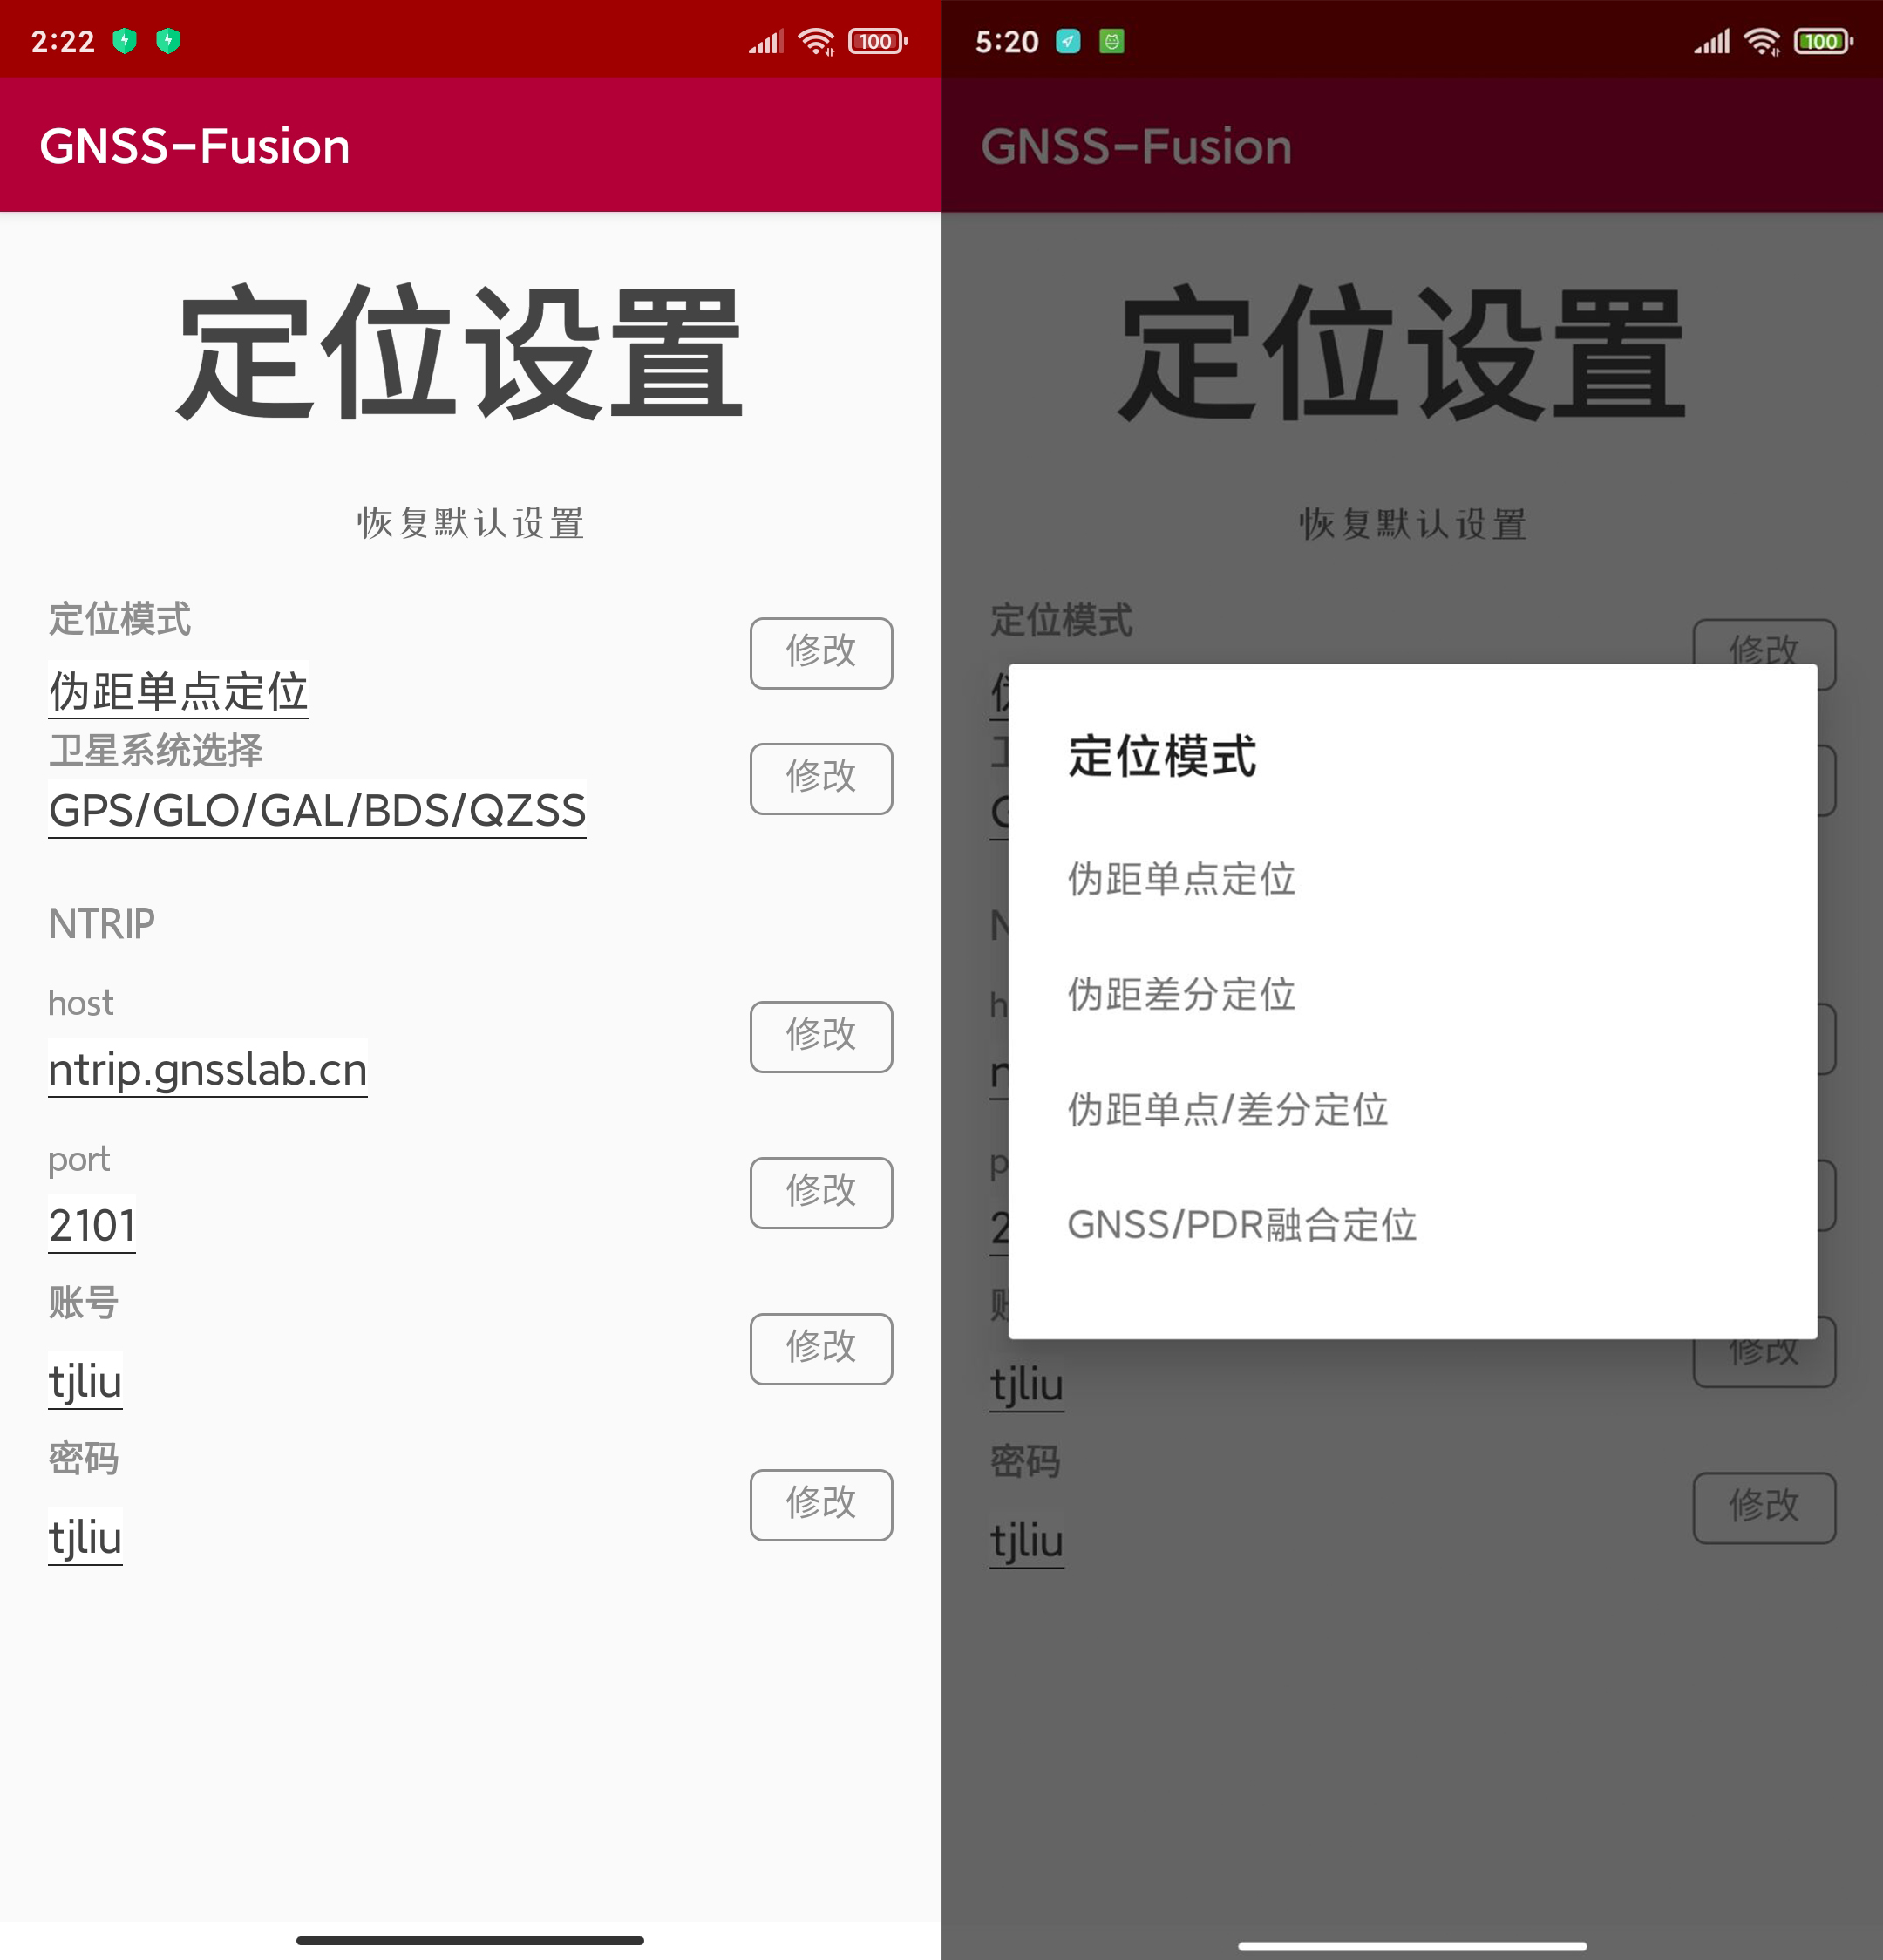 2:22
100
GNSS-Fusion
定位设置
恢复默认设置
定位模式
修改
伪距单点定位
卫星系统选择
修改
GPS/GLO/GAL/BDS/QZSS
NTRIP
host
修改
ntrip.gnsslab.cn
port
修改
2101
账号
修改
tjliu
密码
修改
tjliu
5:20
100
GNSS-Fusion
定位设置
恢复默认设置
定位模式
修改
定位模式
伪距单点定位
伪距差分定位
伪距单点/差分定位
GNSS/PDR融合定位
修改
tjliu
密码
修改
tjliu